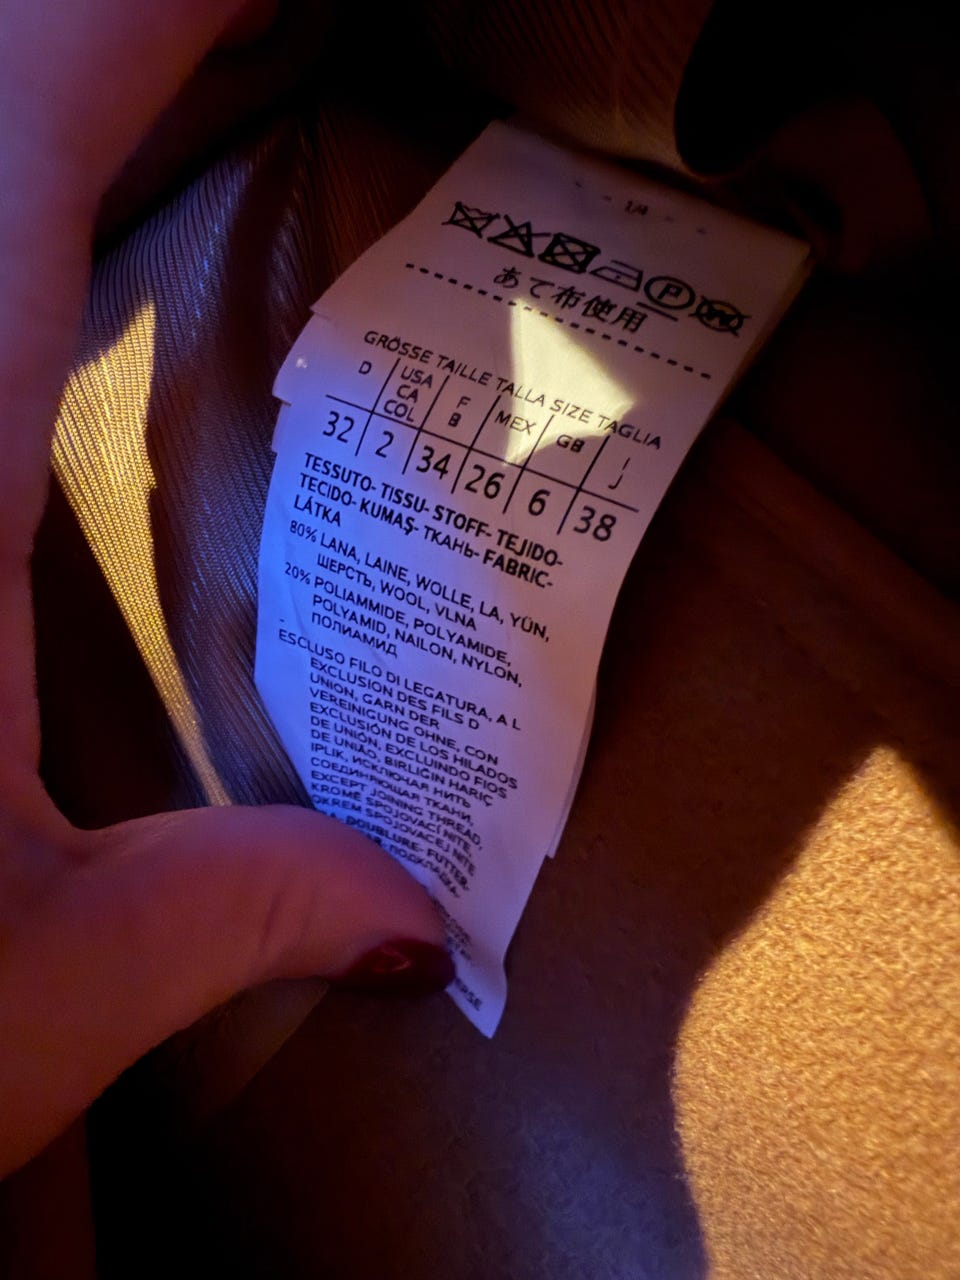 1/4
あて布使用
GRÖSSE TAILLE TALLA SIZE TAGLIA
D USA CA COL F B MEX GB I J
32 2 34 26 6 38
TESSUTO- TISSU- STOFF- TEJIDO-
TECIDO- KUMAŞ- ТКАНЬ- FABRIC-
LÁTKA
80% LANA, LAINE, WOLLE, LA, YÜN,
ШЕРСТЬ, WOOL, VLNA
20% POLIAMMIDE, POLYAMIDE,
POLYAMID, NAILON, NYLON,
ПОЛИАМИД
-
ESCLUSO FILO DI LEGATURA, A L
EXCLUSION DES FILS D
UNION, GARN DER
VEREINIGUNG OHNE, CON
EXCLUSIÓN DE LOS HILADOS
DE UNIÓN, EXCLUINDO FIOS
DE UNIÃO, BIRLIĞIN HARIÇ
IPLIK, ИСКЛЮЧАЯ НИТЬ
СОЕДИНЯЮЩАЯ ТКАНИ,
EXCEPT JOINING THREAD,
KROMĚ SPOJOVACÍ NITE,
OKREM SPOJOVACEJ NITE
DOUBLURE- FUTTER-
ПОДКЛАДКА-